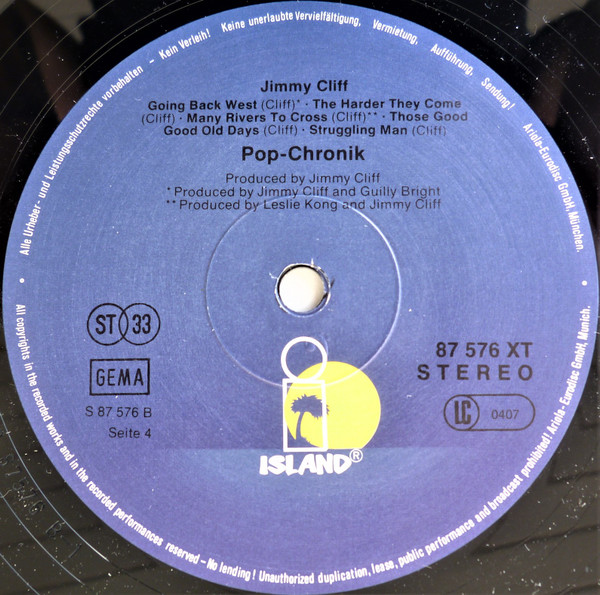 Alle Urheber- und Leistungsschutzrechte vorbehalten – Kein Verleih! Keine unerlaubte Vervielfältigung, Vermietung, Aufführung, Sendung! Ariola-Eurodisc GmbH, München.
Jimmy Cliff
Going Back West (Cliff)* · The Harder They Come
(Cliff) · Many Rivers To Cross (Cliff)** · Those Good
Good Old Days (Cliff) · Struggling Man (Cliff)
Pop-Chronik
Produced by Jimmy Cliff
* Produced by Jimmy Cliff and Guilly Bright
** Produced by Leslie Kong and Jimmy Cliff
ST 33
GEMA
S 87 576 B
Seite 4
87 576 XT
STEREO
LC 0407
ISLAND®
All copyrights in the recorded works and in the recorded performances reserved – No lending! Unauthorized duplication, lease, public performance and broadcast prohibited! Ariola-Eurodisc GmbH, Munich.